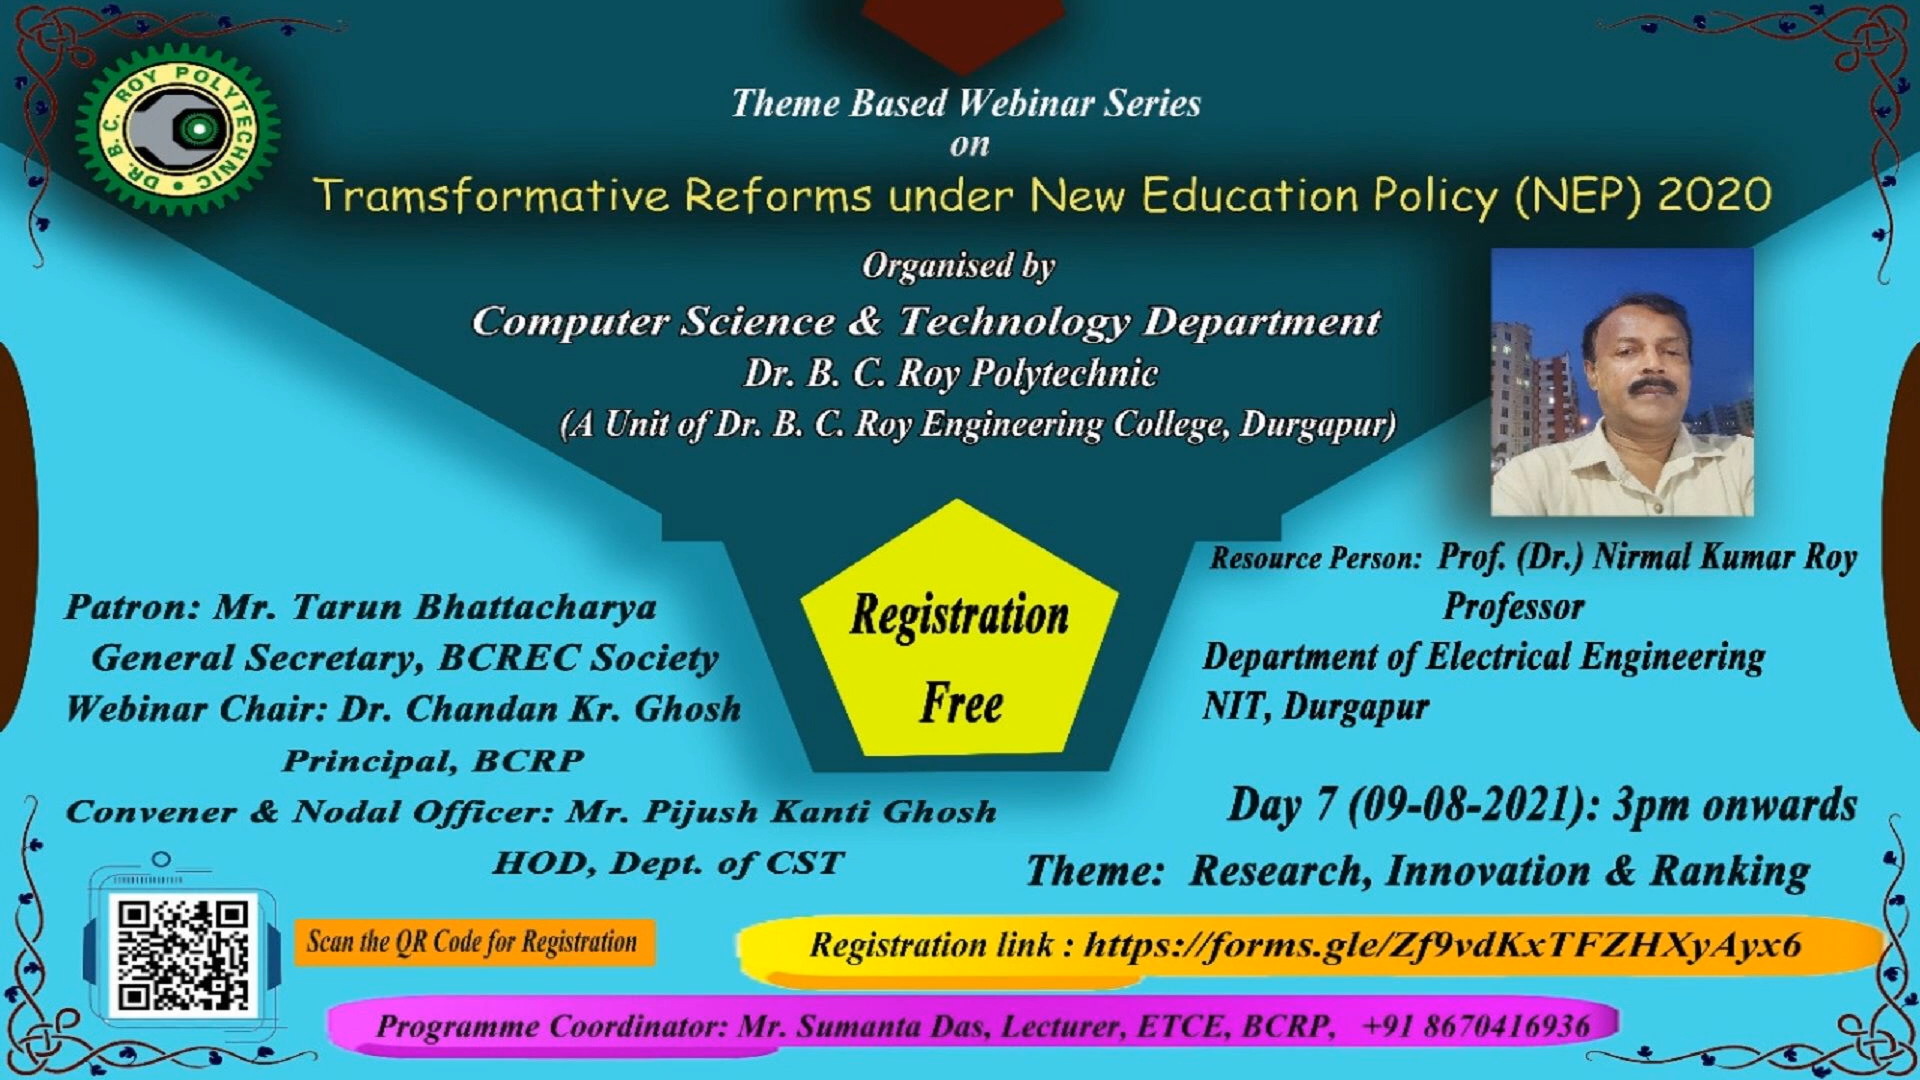 DR. B. C. ROY POLYTECHNIC
Theme Based Webinar Series
on
Tramsformative Reforms under New Education Policy (NEP) 2020
Organised by
Computer Science & Technology Department
Dr. B. C. Roy Polytechnic
(A Unit of Dr. B. C. Roy Engineering College, Durgapur)
Registration
Free
Patron: Mr. Tarun Bhattacharya
General Secretary, BCREC Society
Webinar Chair: Dr. Chandan Kr. Ghosh
Principal, BCRP
Convener & Nodal Officer: Mr. Pijush Kanti Ghosh
HOD, Dept. of CST
Resource Person: Prof. (Dr.) Nirmal Kumar Roy
Professor
Department of Electrical Engineering
NIT, Durgapur
Day 7 (09-08-2021): 3pm onwards
Theme: Research, Innovation & Ranking
Scan the QR Code for Registration
Registration link : https://forms.gle/Zf9vdKxTFZHXyAyx6
Programme Coordinator: Mr. Sumanta Das, Lecturer, ETCE, BCRP, +91 8670416936